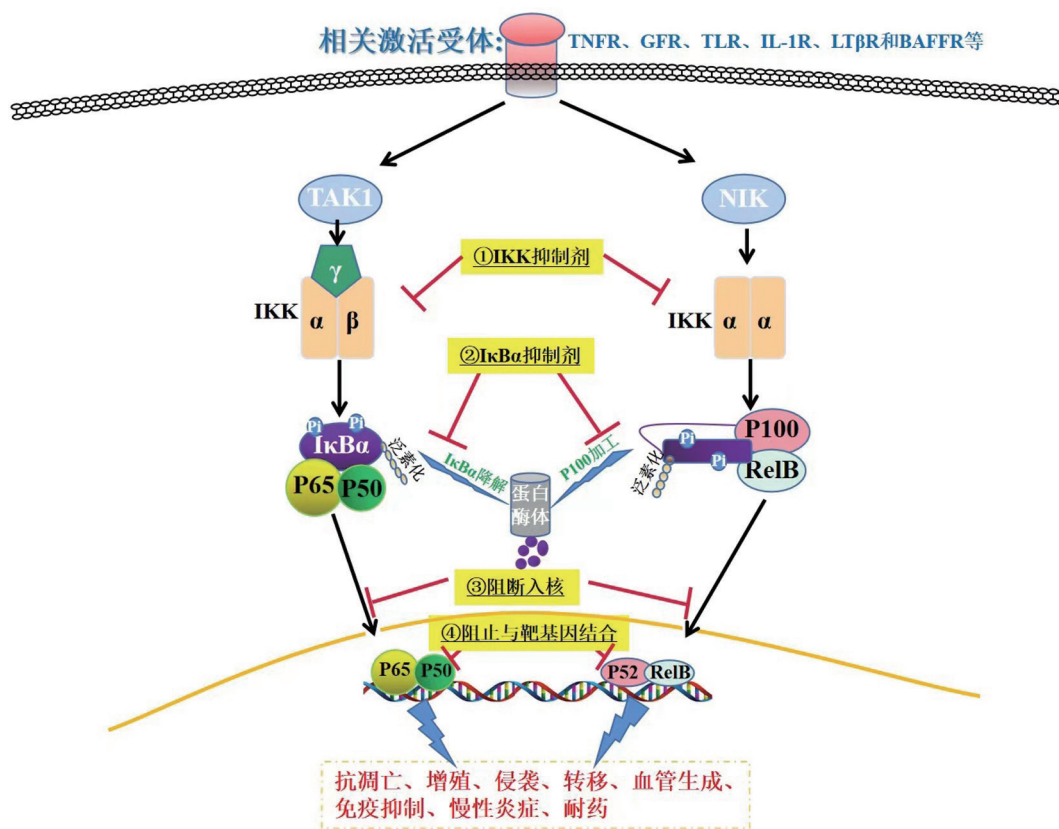 相关激活受体:
TNFR、GFR、TLR、IL-1R、LTβR和BAFFR等
TAK1
NIK
①IKK抑制剂
γ
IKK
α
β
IKK
α
α
②IκBα抑制剂
Pi
Pi
IκBα
泛素化
P65
P50
IκBα降解
蛋白
酶体
P100加工
P100
Pi
Pi
RelB
泛素化
③阻断入核
④阻止与靶基因结合
P65
P50
P52
RelB
抗凋亡、增殖、侵袭、转移、血管生成、
免疫抑制、慢性炎症、耐药